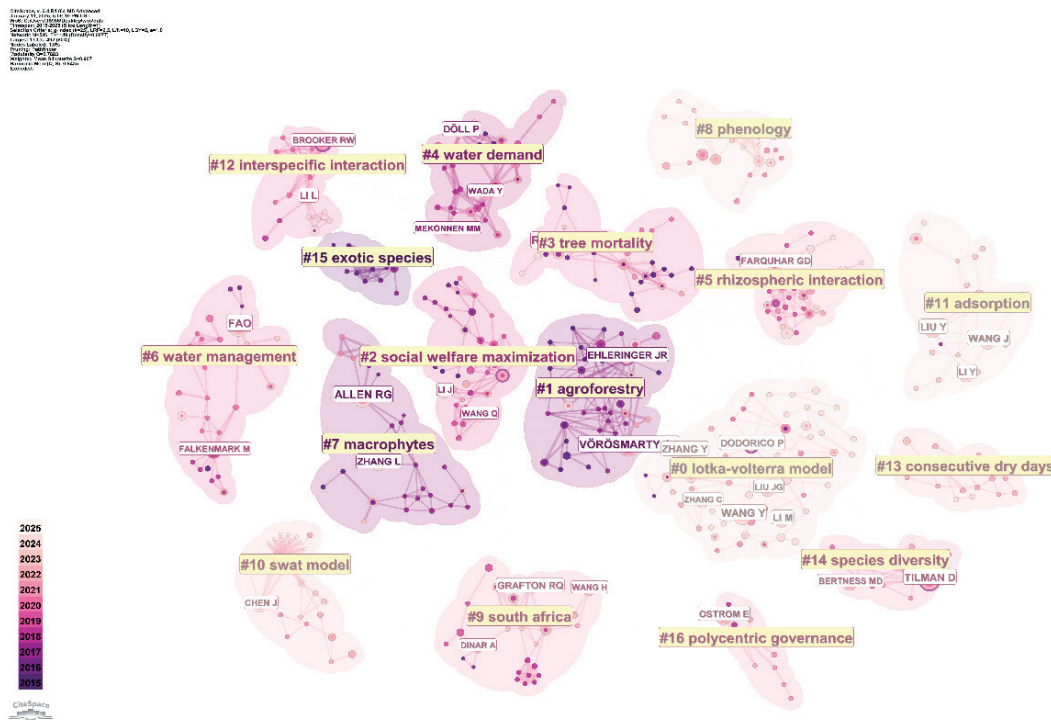 #8 phenology
BROOKER RW
DÖLL P
#12 interspecific interaction
#4 water demand
LI L
WADA Y
MEKONNEN MM
#3 tree mortality
#15 exotic species
FARQUHAR GD
#5 rhizospheric interaction
#11 adsorption
FAO
LIU Y
WANG J
#6 water management
#2 social welfare maximization
EHLERINGER JR
LI Y
ALLEN RG
LI J
#1 agroforestry
WANG Q
FALKENMARK M
#7 macrophytes
VÖRÖSMARTY
ZHANG Y
DODORICO P
ZHANG L
#0 lotka-volterra model
#13 consecutive dry days
LIU JG
ZHANG C
WANG Y
LI M
#10 swat model
#14 species diversity
BERTNESS MD
TILMAN D
CHEN J
GRAFTON RQ
WANG H
#9 south africa
OSTROM E
DINAR A
#16 polycentric governance
2025
2024
2023
2022
2021
2020
2019
2018
2017
2016
2015
CiteSpace